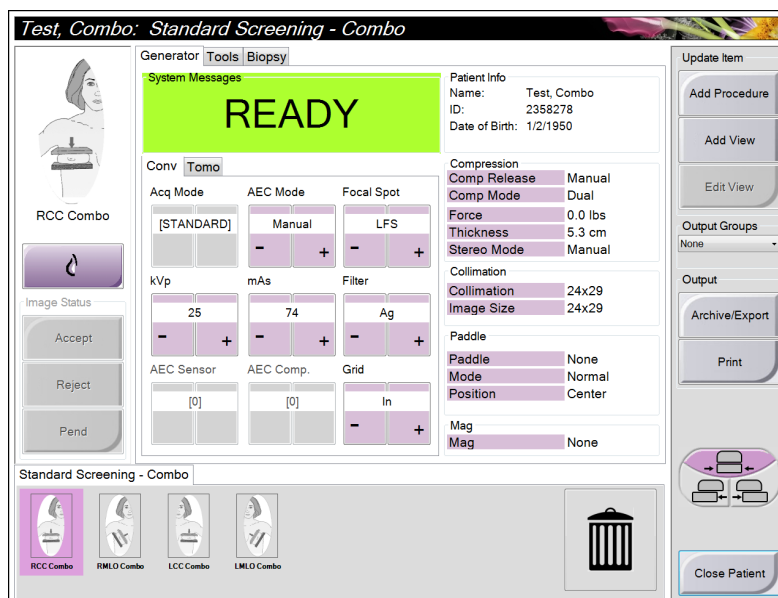 Test, Combo: Standard Screening - Combo
Generator Tools Biopsy
System Messages
READY
Patient Info
Name: Test, Combo
ID: 2358278
Date of Birth: 1/2/1950
RCC Combo
Image Status
Accept
Reject
Pend
Conv Tomo
Acq Mode AEC Mode Focal Spot
[STANDARD] Manual LFS
- + - +
kVp mAs Filter
25 74 Ag
- + - + - +
AEC Sensor AEC Comp. Grid
[0] [0] In
- +
Compression
Comp Release Manual
Comp Mode Dual
Force 0.0 lbs
Thickness 5.3 cm
Stereo Mode Manual
Collimation
Collimation 24x29
Image Size 24x29
Paddle
Paddle None
Mode Normal
Position Center
Mag
Mag None
Update Item
Add Procedure
Add View
Edit View
Output Groups
None
Output
Archive/Export
Print
Close Patient
Standard Screening - Combo
RCC Combo RMLO Combo LCC Combo LMLO Combo